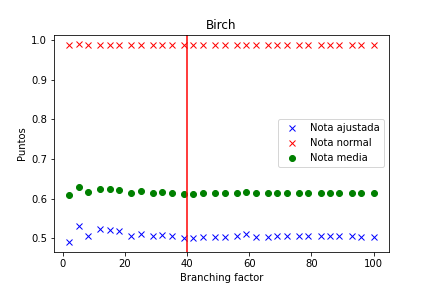 Birch
1.0
0.9
0.8
0.7
0.6
0.5
Puntos
Nota ajustada
Nota normal
Nota media
0 20 40 60 80 100
Branching factor